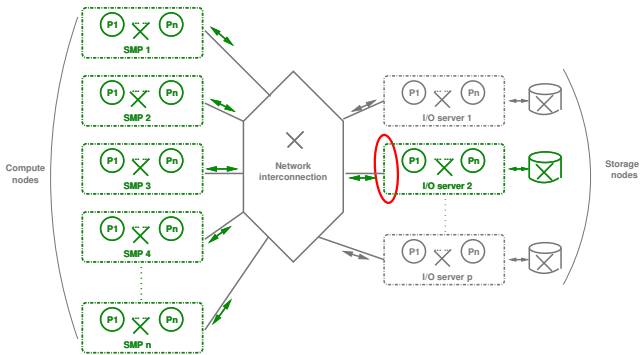 P1 Pn
SMP 1
P1 Pn
SMP 2
P1 Pn
SMP 3
P1 Pn
SMP 4
P1 Pn
SMP n
Compute
nodes
Network
interconnection
P1 Pn
I/O server 1
P1 Pn
I/O server 2
P1 Pn
I/O server p
Storage
nodes